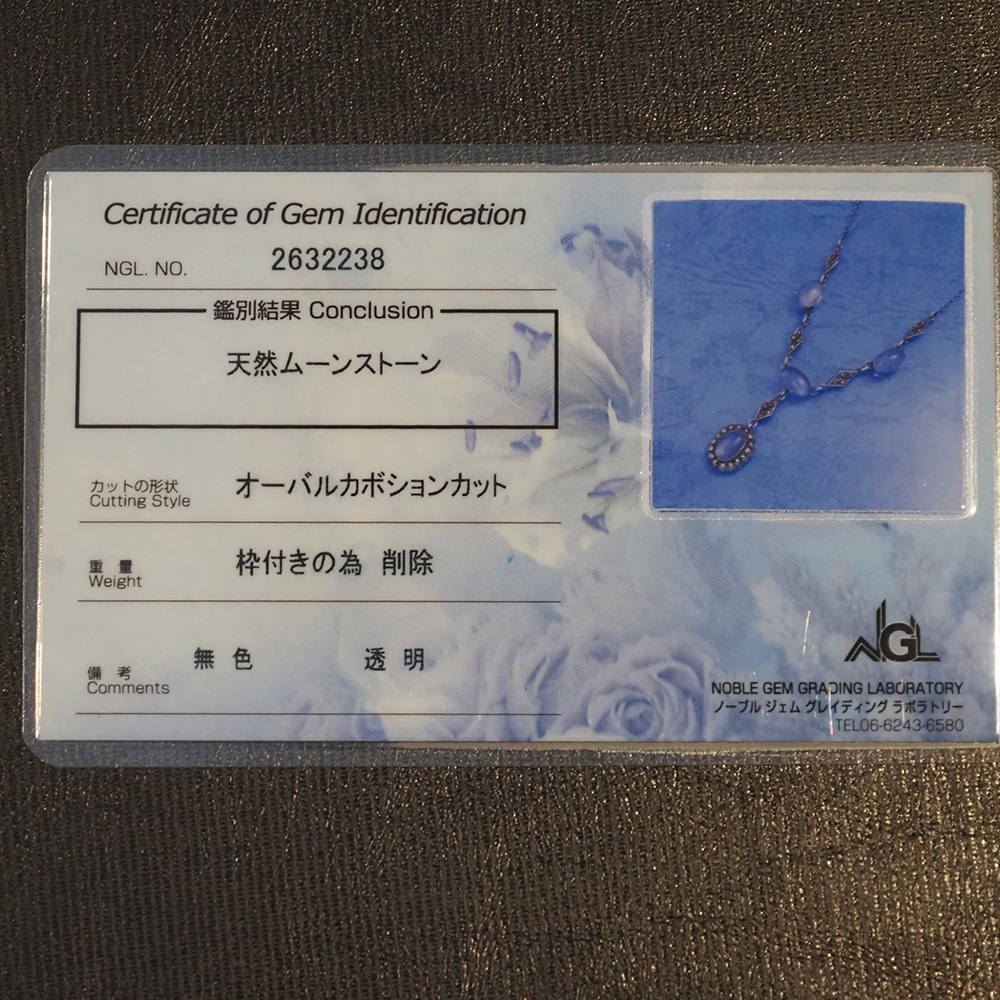 Certificate of Gem Identification
NGL. NO. 2632238
鑑別結果 Conclusion
天然ムーンストーン
カットの形状 オーバルカボションカット
Cutting Style
重量 枠付きの為 削除
Weight
備考 無色 透明
Comments
NGL
NOBLE GEM GRADING LABORATORY
ノーブル ジェム グレイディング ラボラトリー
TEL06-6243-6580